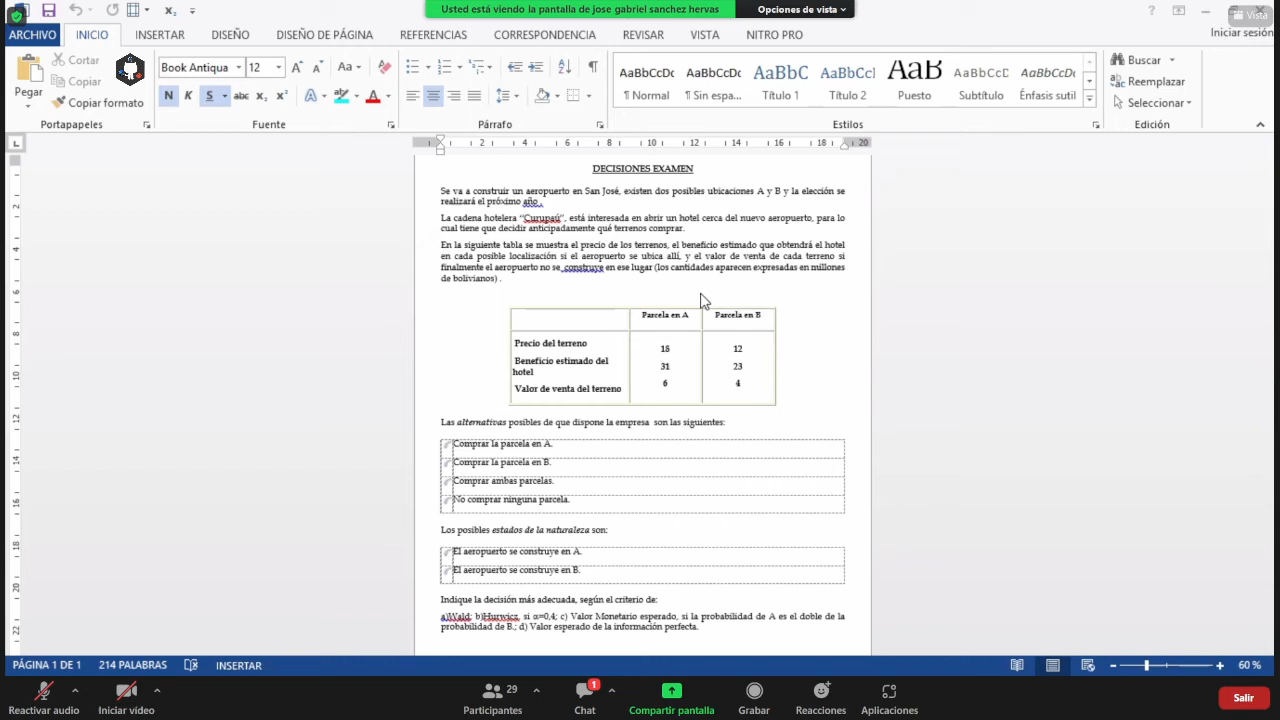 Usted está viendo la pantalla de jose gabriel sanchez hervas
Opciones de vista
Vista
ARCHIVO INICIO INSERTAR DISEÑO DISEÑO DE PÁGINA REFERENCIAS CORRESPONDENCIA REVISAR VISTA NITRO PRO
Iniciar sesión
Pegar
Cortar
Copiar
Copiar formato
Portapapeles
Book Antiqua 12
Fuente
Párrafo
AaBbCcDc AaBbCcDc AaBbC AaBbCc AaB AaBbCcD AaBbCcDc
¶ Normal ¶ Sin espa... Título 1 Título 2 Puesto Subtítulo Énfasis sutil
Estilos
Buscar
Reemplazar
Seleccionar
Edición
2 4 6 8 10 12 14 16 18 20
DECISIONES EXAMEN
Se va a construir un aeropuerto en San José, existen dos posibles ubicaciones A y B y la elección se
realizará el próximo año .
La cadena hotelera “Curupaú”, está interesada en abrir un hotel cerca del nuevo aeropuerto, para lo
cual tiene que decidir anticipadamente qué terrenos comprar.
En la siguiente tabla se muestra el precio de los terrenos, el beneficio estimado que obtendrá el hotel
en cada posible localización si el aeropuerto se ubica allí, y el valor de venta de cada terreno si
finalmente el aeropuerto no se construye en ese lugar (los cantidades aparecen expresadas en millones
de bolivianos) .
Parcela en A Parcela en B
Precio del terreno 18 12
Beneficio estimado del
hotel 31 23
Valor de venta del terreno 6 4
Las alternativas posibles de que dispone la empresa son las siguientes:
Comprar la parcela en A.
Comprar la parcela en B.
Comprar ambas parcelas.
No comprar ninguna parcela.
Los posibles estados de la naturaleza son:
El aeropuerto se construye en A.
El aeropuerto se construye en B.
Indique la decisión más adecuada, según el criterio de:
a)Wald; b)Hurwicz, si α=0,4; c) Valor Monetario esperado, si la probabilidad de A es el doble de la
probabilidad de B.; d) Valor esperado de la información perfecta.
PÁGINA 1 DE 1 214 PALABRAS INSERTAR 60 %
Reactivar audio
Iniciar video
29
Participantes
1
Chat
Compartir pantalla
Grabar
Reacciones
Aplicaciones
Salir